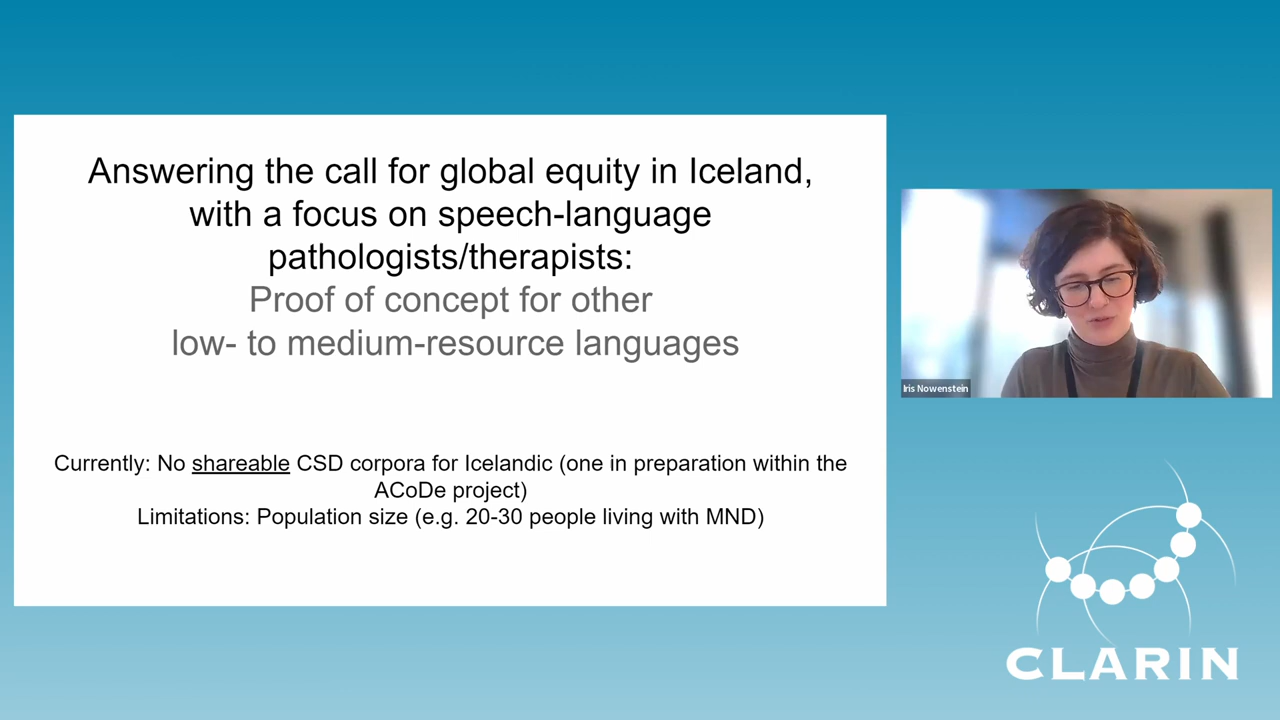 Answering the call for global equity in Iceland,
with a focus on speech-language
pathologists/therapists:
Proof of concept for other
low- to medium-resource languages
Currently: No shareable CSD corpora for Icelandic (one in preparation within the
ACoDe project)
Limitations: Population size (e.g. 20-30 people living with MND)
Iris Nowenstein
CLARIN